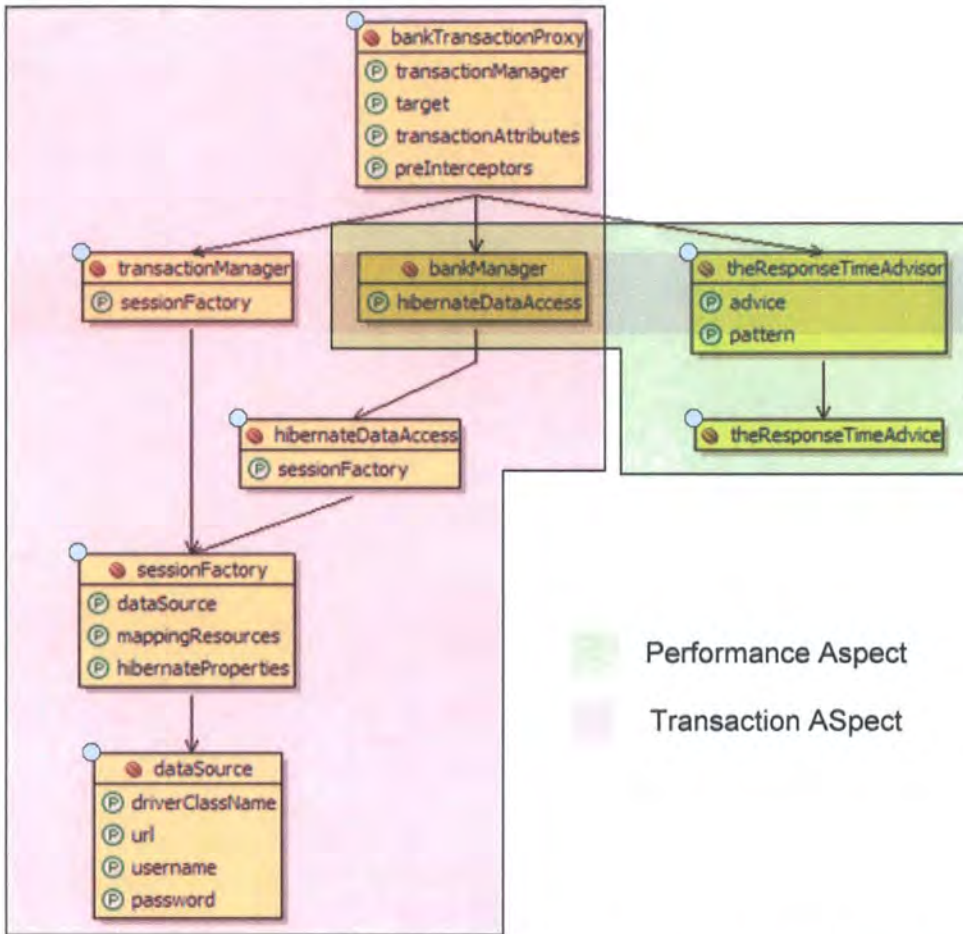 bankTransactionProxy
P transactionManager
P target
P transactionAttributes
P preInterceptors
transactionManager
P sessionFactory
bankManager
P hibernateDataAccess
theResponseTimeAdvisor
P advice
P pattern
hibernateDataAccess
P sessionFactory
theResponseTimeAdvice
sessionFactory
P dataSource
P mappingResources
P hibernateProperties
dataSource
P driverClassName
P url
P username
P password
Performance Aspect
Transaction ASpect